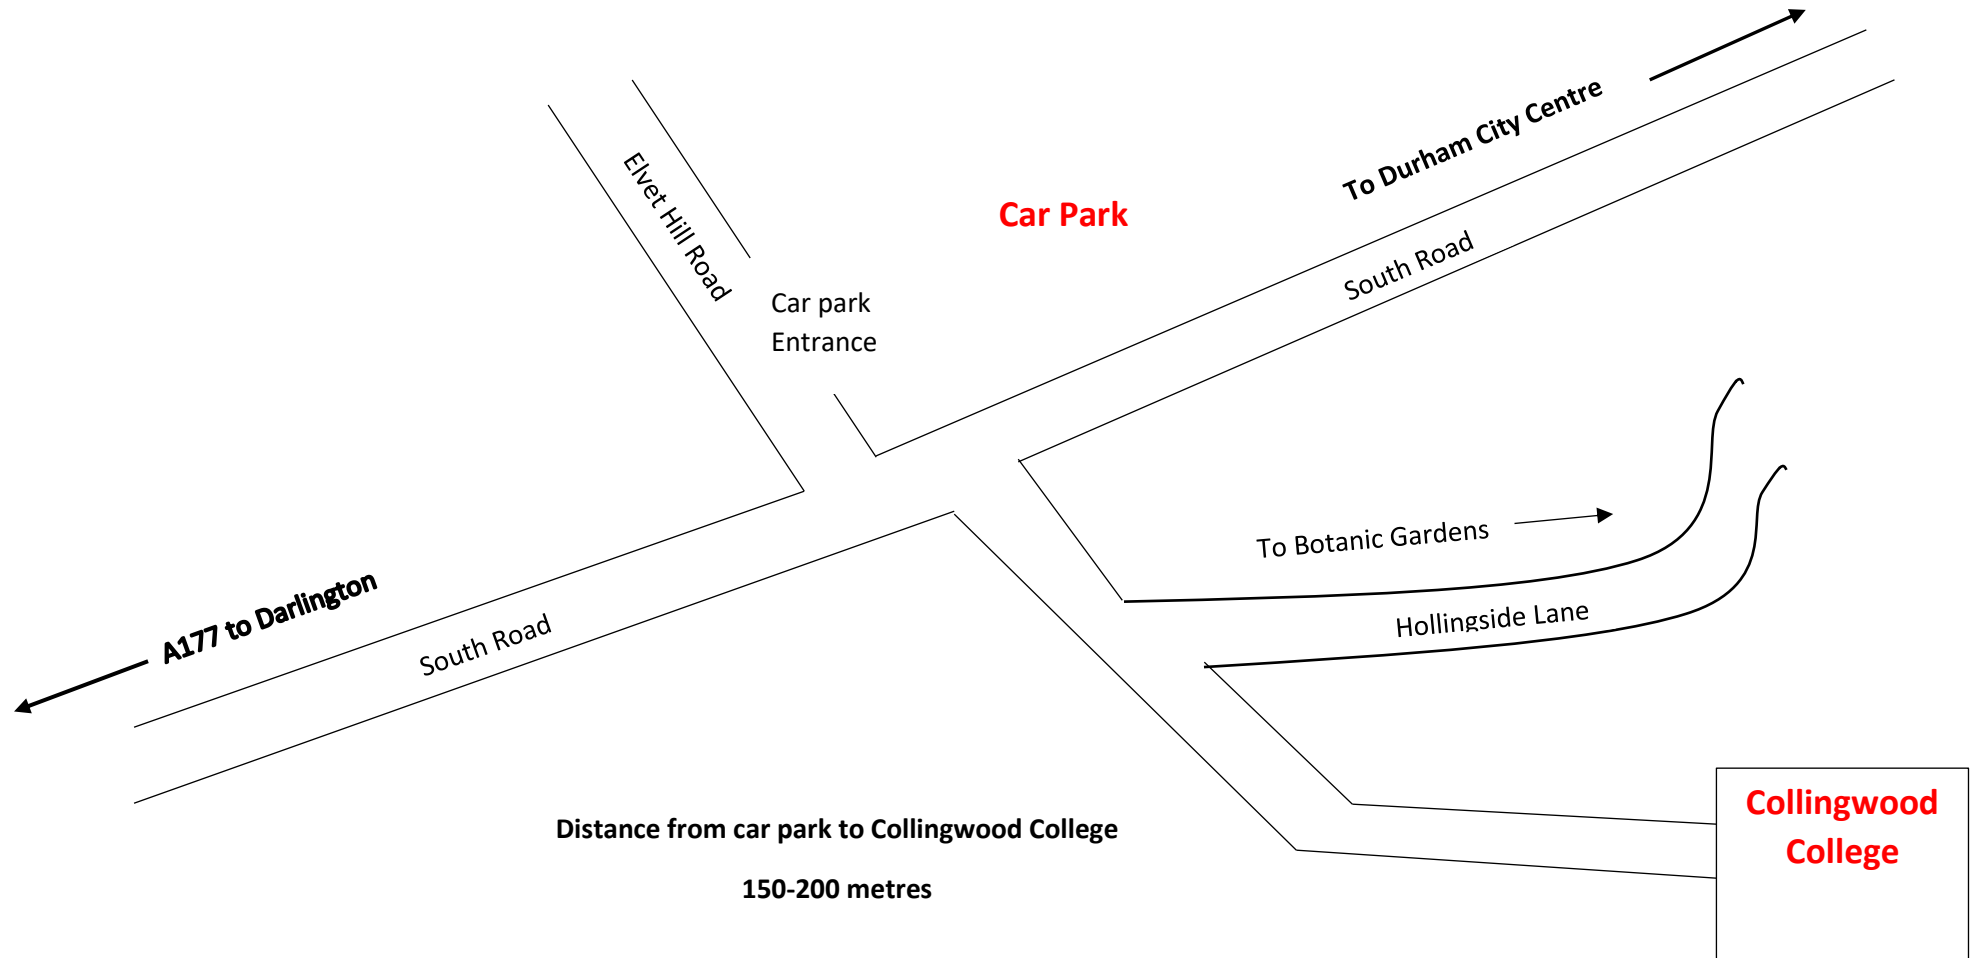 To Durham City Centre
Elvet Hill Road
Car Park
South Road
Car park
Entrance
To Botanic Gardens
A177 to Darlington
South Road
Hollingside Lane
Distance from car park to Collingwood College
150-200 metres
Collingwood
College